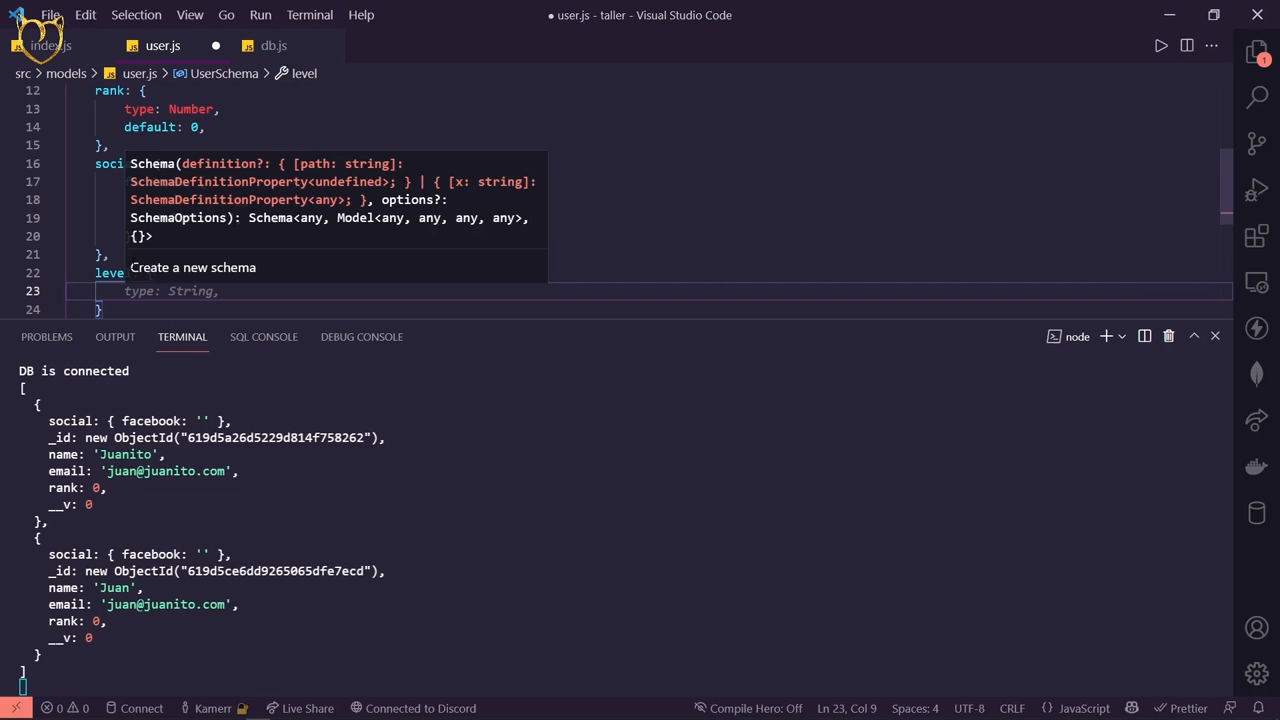 File Edit Selection View Go Run Terminal Help
● user.js - taller - Visual Studio Code
JS index.js JS user.js ● JS db.js
src > models > JS user.js > UserSchema > level
12 rank: {
13 type: Number,
14 default: 0,
15 },
16 soci
17
18
19
20
21 },
22 leve
23 type: String,
24 }
Schema(definition?: { [path: string]:
SchemaDefinitionProperty<undefined>; } | { [x: string]:
SchemaDefinitionProperty<any>; }, options?:
SchemaOptions): Schema<any, Model<any, any, any, any>,
{}>
Create a new schema
PROBLEMS OUTPUT TERMINAL SQL CONSOLE DEBUG CONSOLE
node
DB is connected
[
{
social: { facebook: '' },
_id: new ObjectId("619d5a26d5229d814f758262"),
name: 'Juanito',
email: 'juan@juanito.com',
rank: 0,
__v: 0
},
{
social: { facebook: '' },
_id: new ObjectId("619d5ce6dd9265065dfe7ecd"),
name: 'Juan',
email: 'juan@juanito.com',
rank: 0,
__v: 0
}
]
0 0 Connect Kamerr Live Share Connected to Discord
Compile Hero: Off Ln 23, Col 9 Spaces: 4 UTF-8 CRLF {} JavaScript Prettier
1